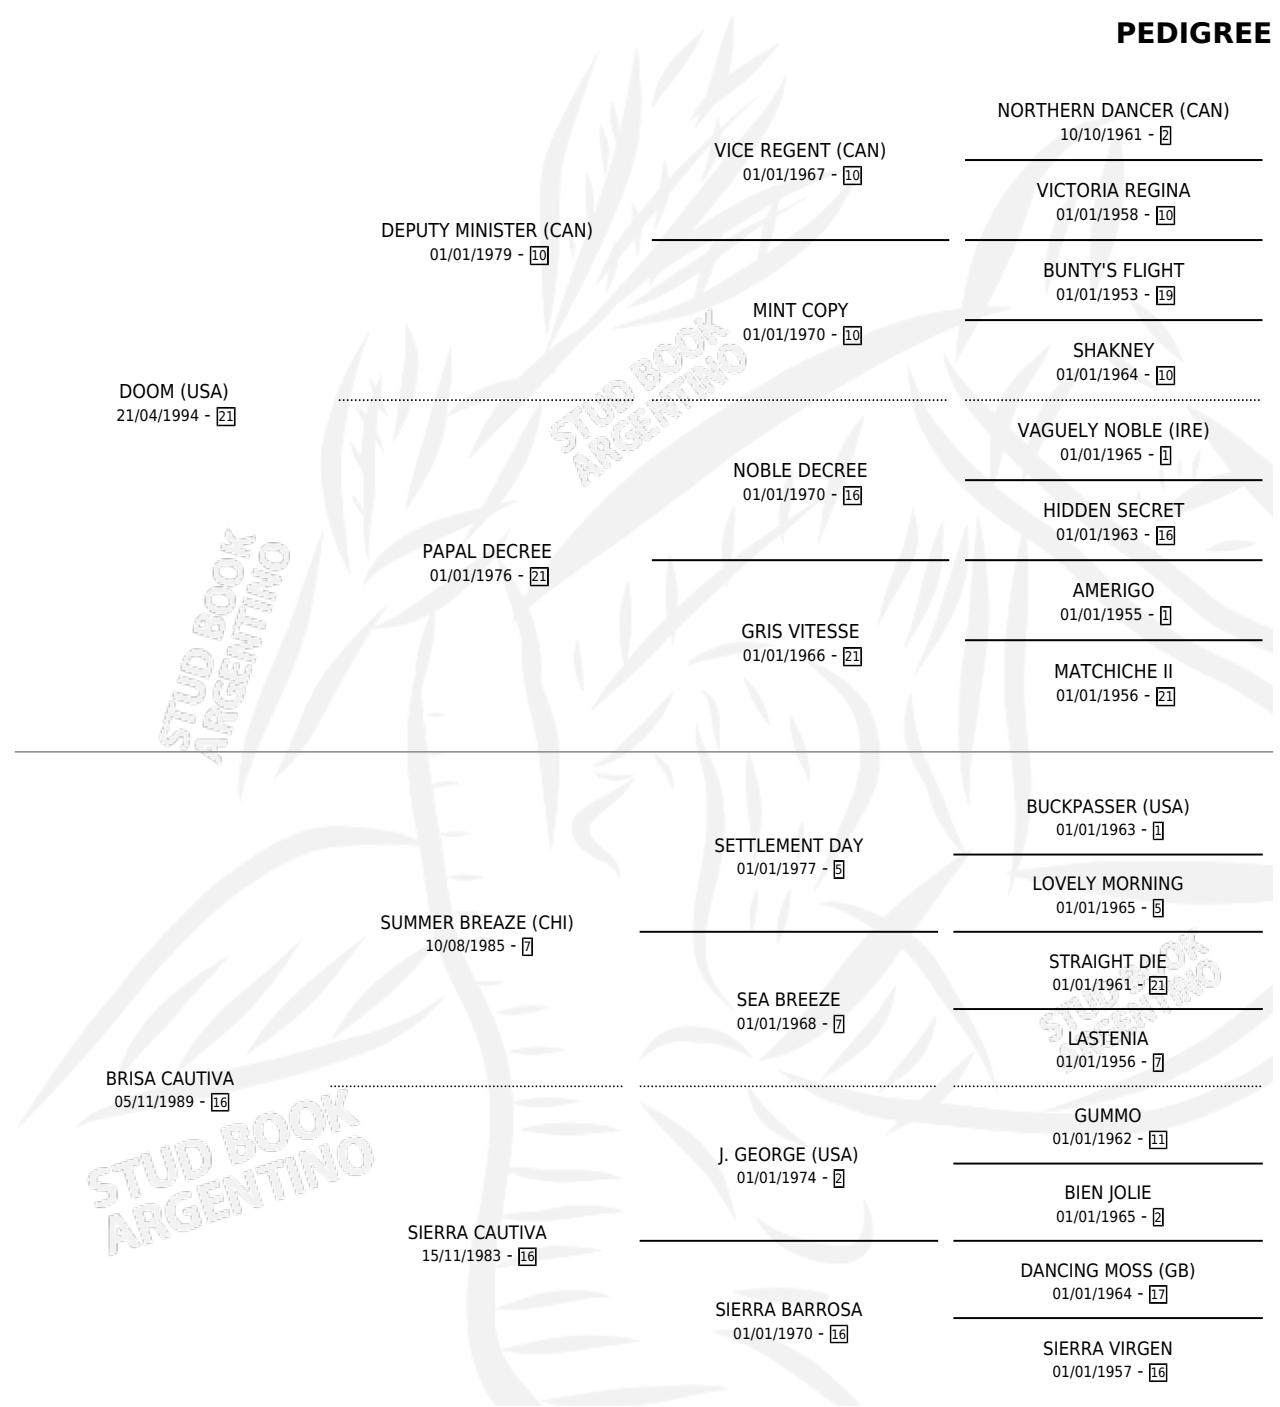 PEDIGREE
NORTHERN DANCER (CAN)
10/10/1961 - 2
VICE REGENT (CAN)
01/01/1967 - 10
VICTORIA REGINA
01/01/1958 - 10
DEPUTY MINISTER (CAN)
01/01/1979 - 10
BUNTY'S FLIGHT
01/01/1953 - 19
MINT COPY
01/01/1970 - 10
SHAKNEY
01/01/1964 - 10
DOOM (USA)
21/04/1994 - 21
VAGUELY NOBLE (IRE)
01/01/1965 - 1
NOBLE DECREE
01/01/1970 - 16
HIDDEN SECRET
01/01/1963 - 16
PAPAL DECREE
01/01/1976 - 21
AMERIGO
01/01/1955 - 1
GRIS VITESSE
01/01/1966 - 21
MATCHICHE II
01/01/1956 - 21
BUCKPASSER (USA)
01/01/1963 - 1
SETTLEMENT DAY
01/01/1977 - 5
LOVELY MORNING
01/01/1965 - 5
SUMMER BREAZE (CHI)
10/08/1985 - 7
STRAIGHT DIE
01/01/1961 - 21
SEA BREEZE
01/01/1968 - 7
LASTENIA
01/01/1956 - 7
BRISA CAUTIVA
05/11/1989 - 16
GUMMO
01/01/1962 - 11
J. GEORGE (USA)
01/01/1974 - 2
BIEN JOLIE
01/01/1965 - 2
SIERRA CAUTIVA
15/11/1983 - 16
DANCING MOSS (GB)
01/01/1964 - 17
SIERRA BARROSA
01/01/1970 - 16
SIERRA VIRGEN
01/01/1957 - 16
STUD BOOK
ARGENTINO
STUD BOOK
ARGENTINO
STUD BOOK
ARGENTINO
STUD BOOK
ARGENTINO